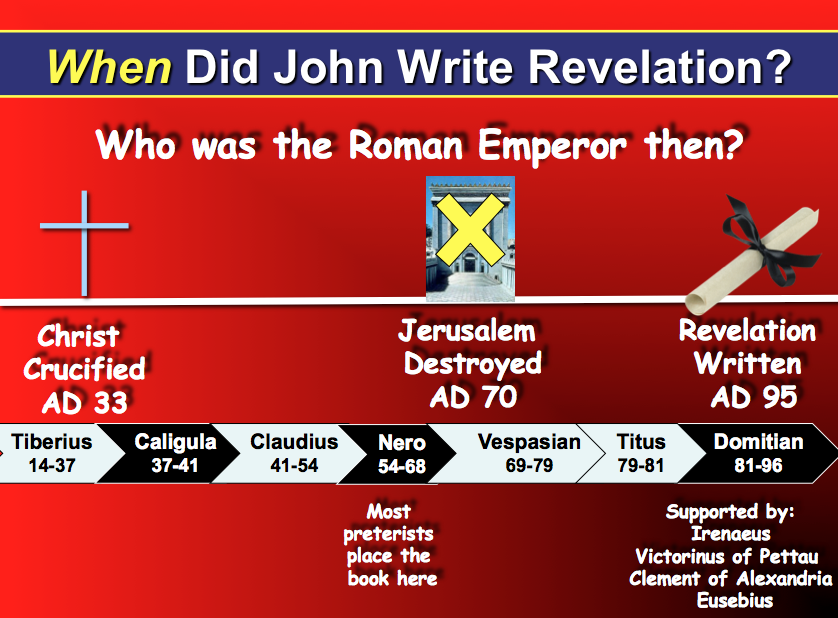 When Did John Write Revelation?
Who was the Roman Emperor then?
Christ
Crucified
AD 33
Jerusalem
Destroyed
AD 70
Revelation
Written
AD 95
Tiberius
14-37
Caligula
37-41
Claudius
41-54
Nero
54-68
Vespasian
69-79
Titus
79-81
Domitian
81-96
Most
preterists
place the
book here
Supported by:
Irenaeus
Victorinus of Pettau
Clement of Alexandria
Eusebius